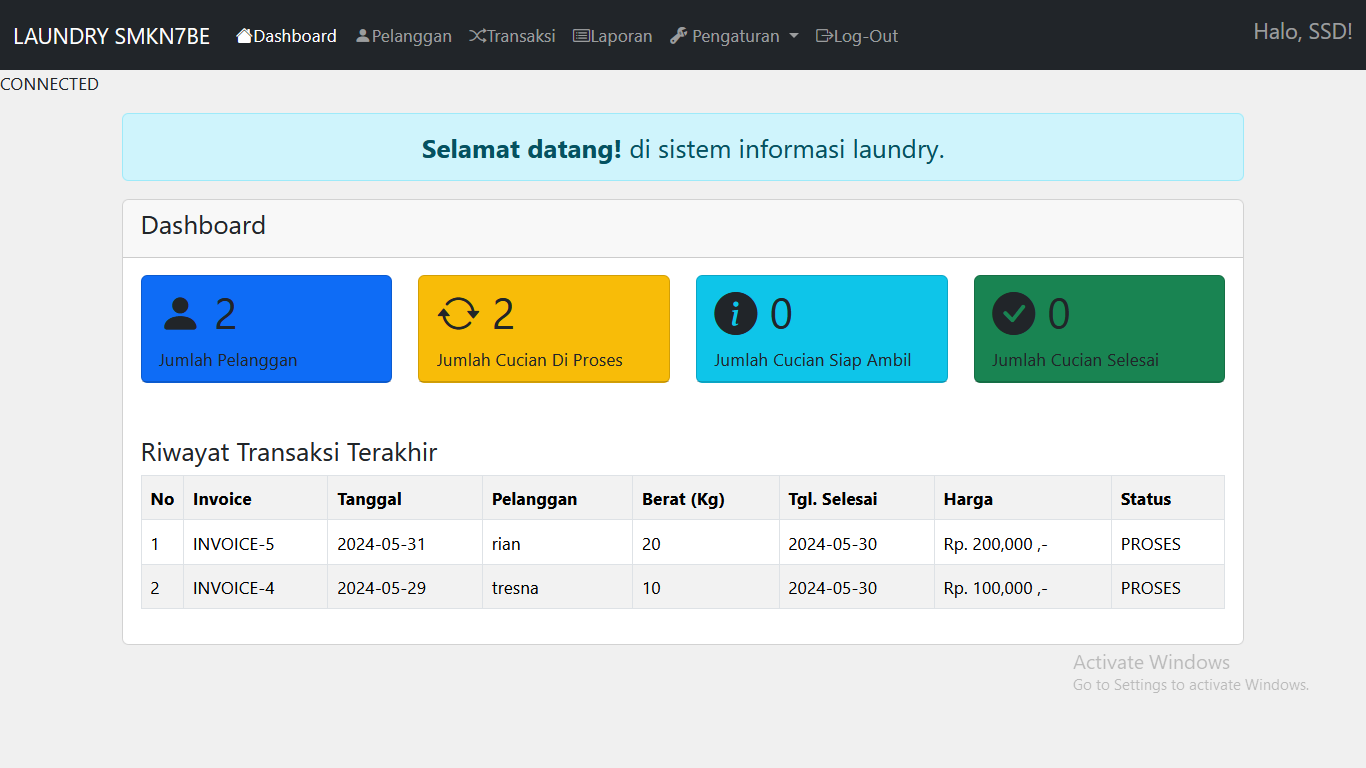 LAUNDRY SMKN7BE Dashboard Pelanggan Transaksi Laporan Pengaturan Log-Out Halo, SSD!
CONNECTED
Selamat datang! di sistem informasi laundry.
Dashboard
2 2 0 0
Jumlah Pelanggan Jumlah Cucian Di Proses Jumlah Cucian Siap Ambil Jumlah Cucian Selesai
Riwayat Transaksi Terakhir
No Invoice Tanggal Pelanggan Berat (Kg) Tgl. Selesai Harga Status
1 INVOICE-5 2024-05-31 rian 20 2024-05-30 Rp. 200,000 ,- PROSES
2 INVOICE-4 2024-05-29 tresna 10 2024-05-30 Rp. 100,000 ,- PROSES
Activate Windows
Go to Settings to activate Windows.